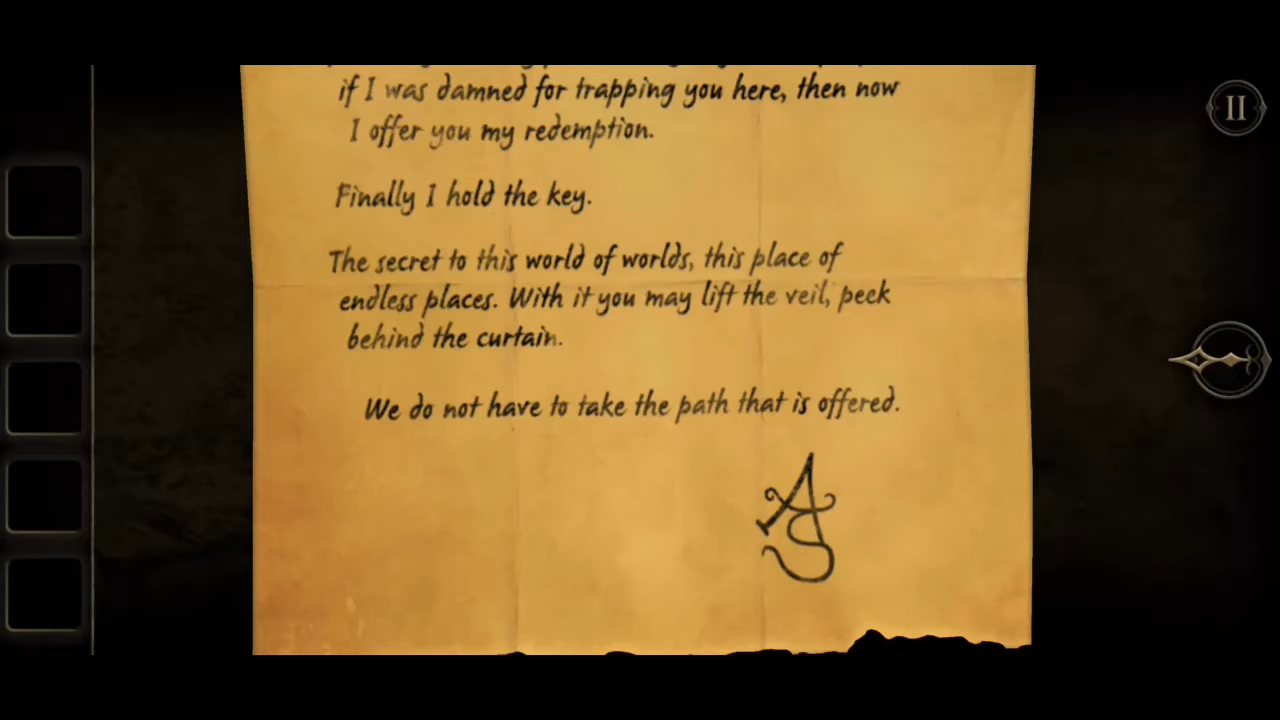 if I was damned for trapping you here, then now
I offer you my redemption.
Finally I hold the key.
The secret to this world of worlds, this place of
endless places. With it you may lift the veil, peek
behind the curtain.
We do not have to take the path that is offered.
AS
II